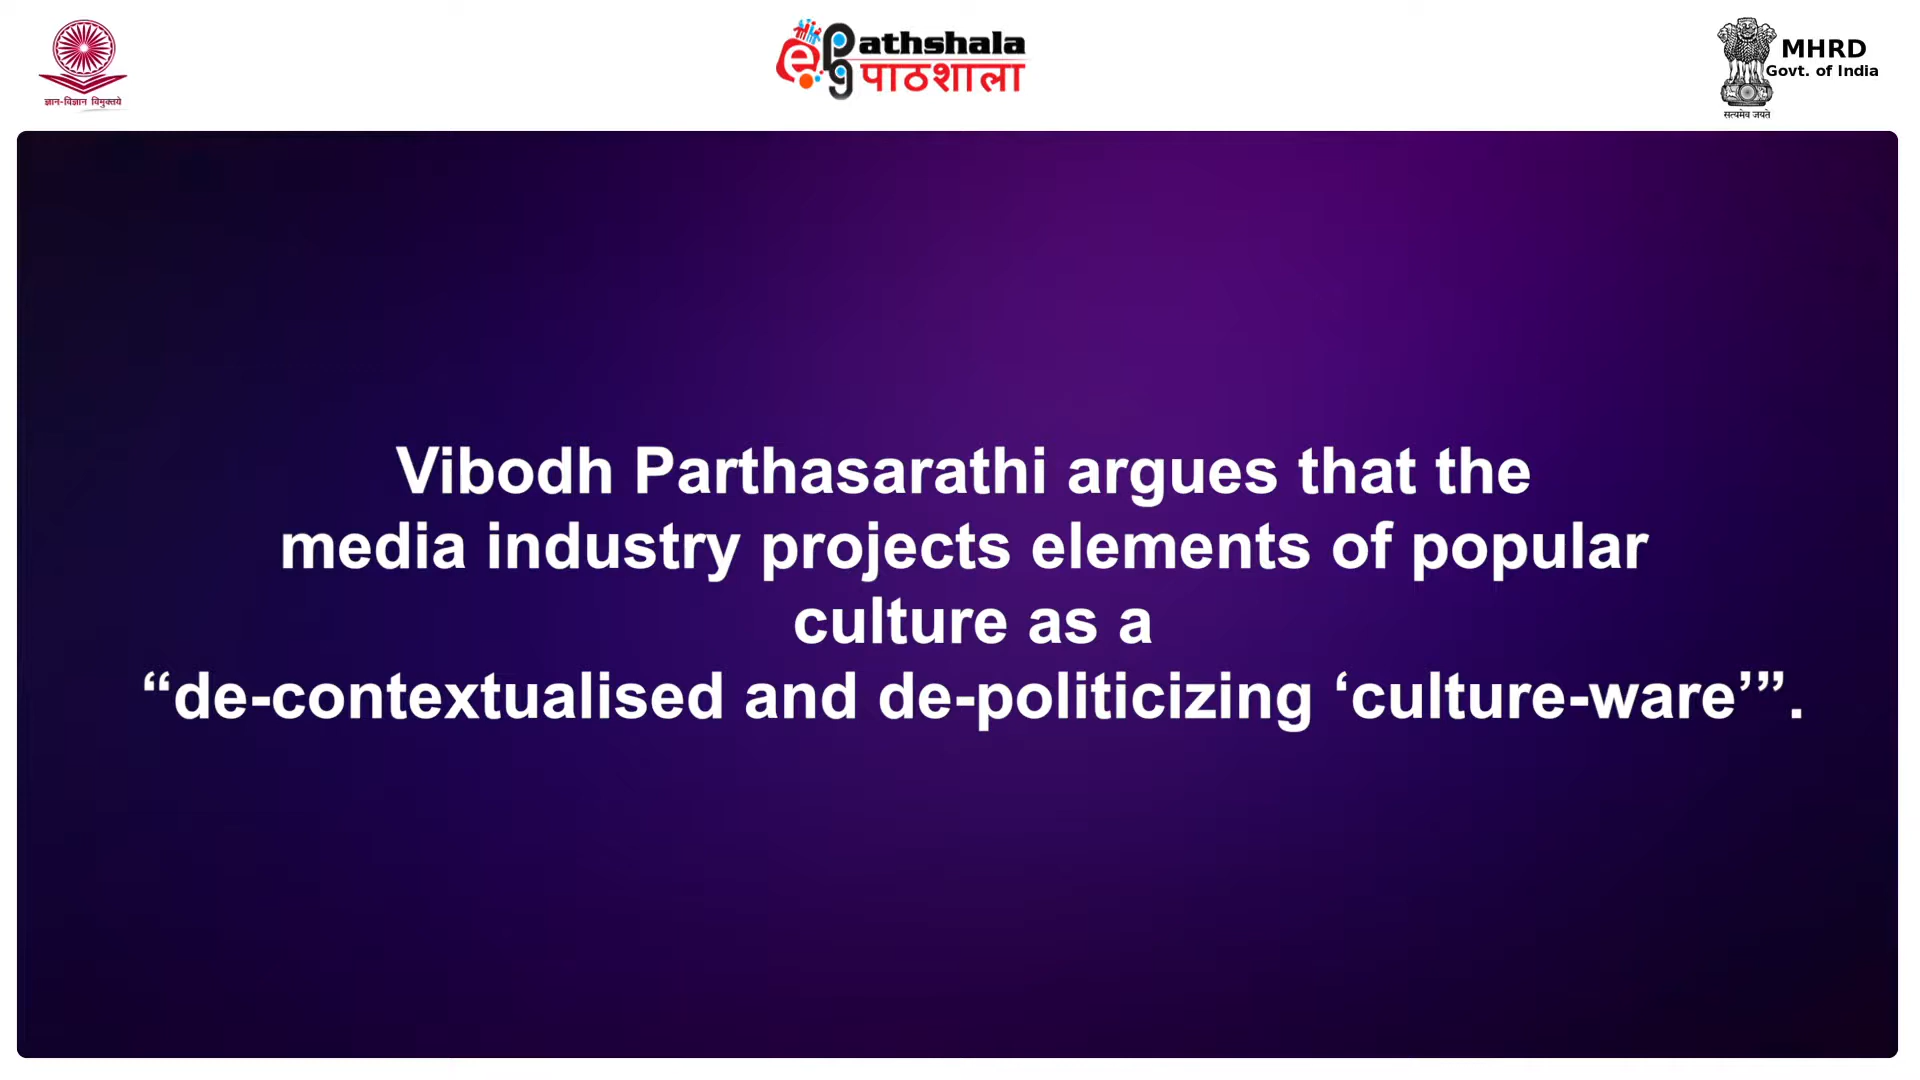 ज्ञान-विज्ञान विमुक्तये
ePathshala
पाठशाला
MHRD
Govt. of India
सत्यमेव जयते
Vibodh Parthasarathi argues that the
media industry projects elements of popular
culture as a
“de-contextualised and de-politicizing ‘culture-ware’”.